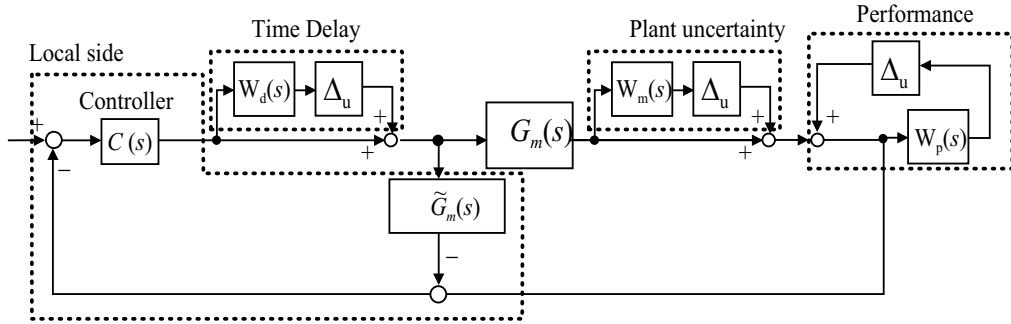 Performance
Time Delay
Plant uncertainty
Local side
Controller
W_d(s)
Δ_u
W_m(s)
Δ_u
Δ_u
+
+
+
+
+
+
+
C(s)
G_m(s)
W_p(s)
−
G̃_m(s)
−